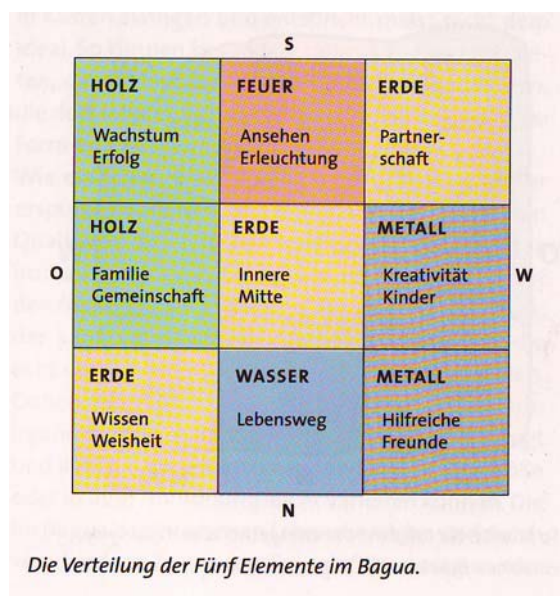 S
HOLZ
Wachstum
Erfolg
FEUER
Ansehen
Erleuchtung
ERDE
Partner-
schaft
O
HOLZ
Familie
Gemeinschaft
ERDE
Innere
Mitte
METALL
Kreativität
Kinder
W
ERDE
Wissen
Weisheit
WASSER
Lebensweg
METALL
Hilfreiche
Freunde
N
Die Verteilung der Fünf Elemente im Bagua.